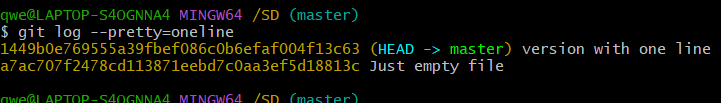 qwe@LAPTOP-S4OGNNA4 MINGW64 /SD (master)
$ git log --pretty=oneline
1449b0e769555a39fbef086c0b6efaf004f13c63 (HEAD -> master) version with one line
a7ac707f2478cd113871eebd7c0aa3ef5d18813c Just empty file
qwe@LAPTOP-S4OGNNA4 MINGW64 /SD (master)